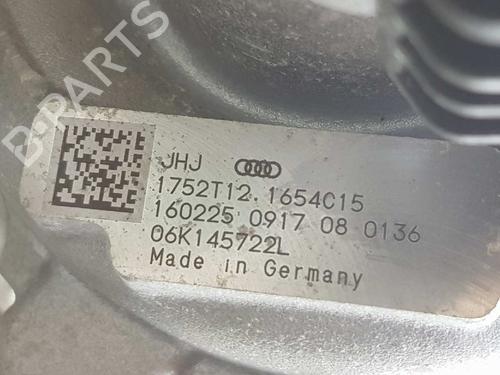 B-PARTS
JHJ
1752T12 1654C15
160225 0917 08 0136
06K145722L
Made in Germany